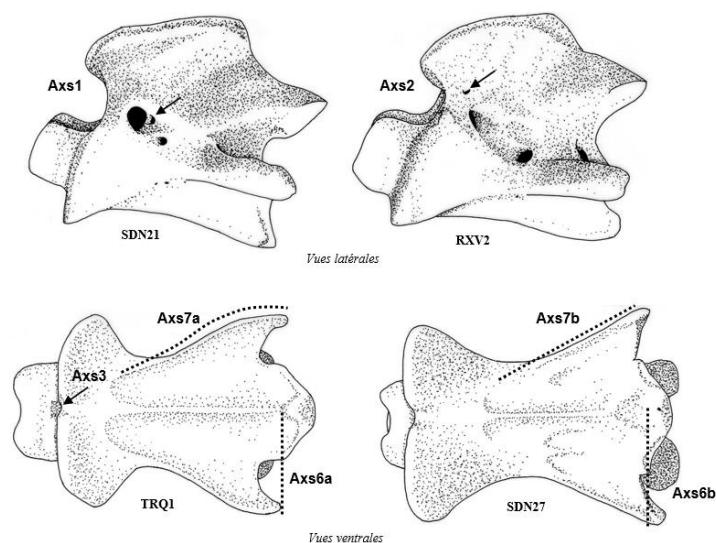 Axs1
Axs2
SDN21
RXV2
Vues latérales
Axs7a
Axs7b
Axs3
Axs6a
Axs6b
TRQ1
SDN27
Vues ventrales